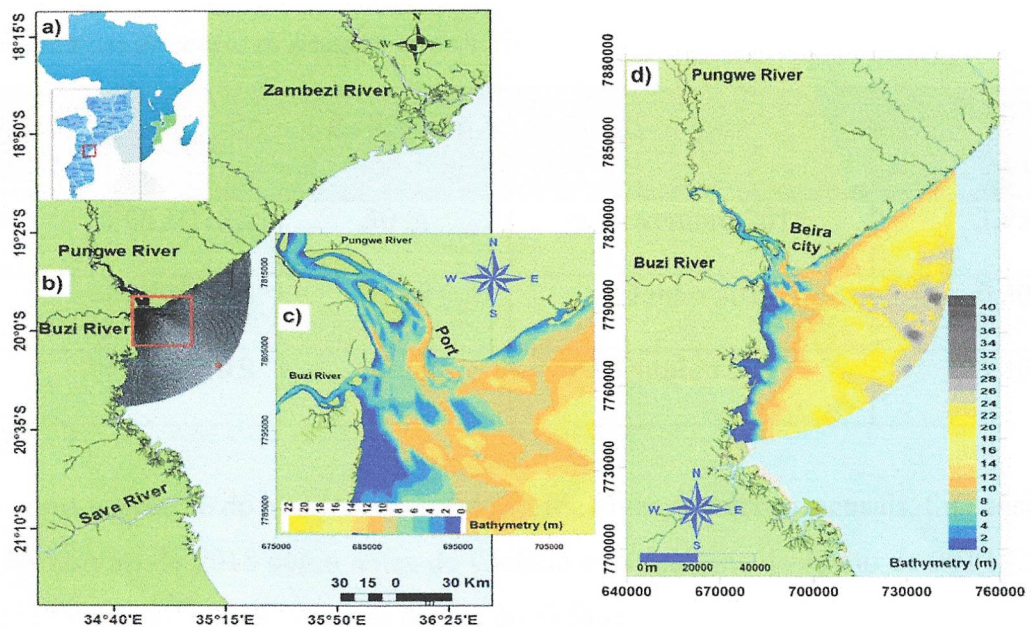 a)
18°15'S
18°50'S
19°25'S
20°0'S
20°35'S
21°10'S
W
E
S
Zambezi River
Pungwe River
b)
Buzi River
Save River
34°40'E
35°15'E
35°50'E
36°25'E
30 15 0 30 Km
c)
Pungwe River
N
W
E
S
Port
Buzi River
7815000
7805000
7795000
7785000
22 20 18 16 14 12 10 8 6 4 2 0
Bathymetry (m)
675000
685000
695000
705000
d)
7880000
7850000
7820000
7790000
7760000
7730000
7700000
Pungwe River
Beira
city
Buzi River
N
W
E
S
0 m 20000 40000
40
38
36
34
32
30
28
26
24
22
20
18
16
14
12
10
8
6
4
2
0
Bathymetry (m)
640000
670000
700000
730000
760000